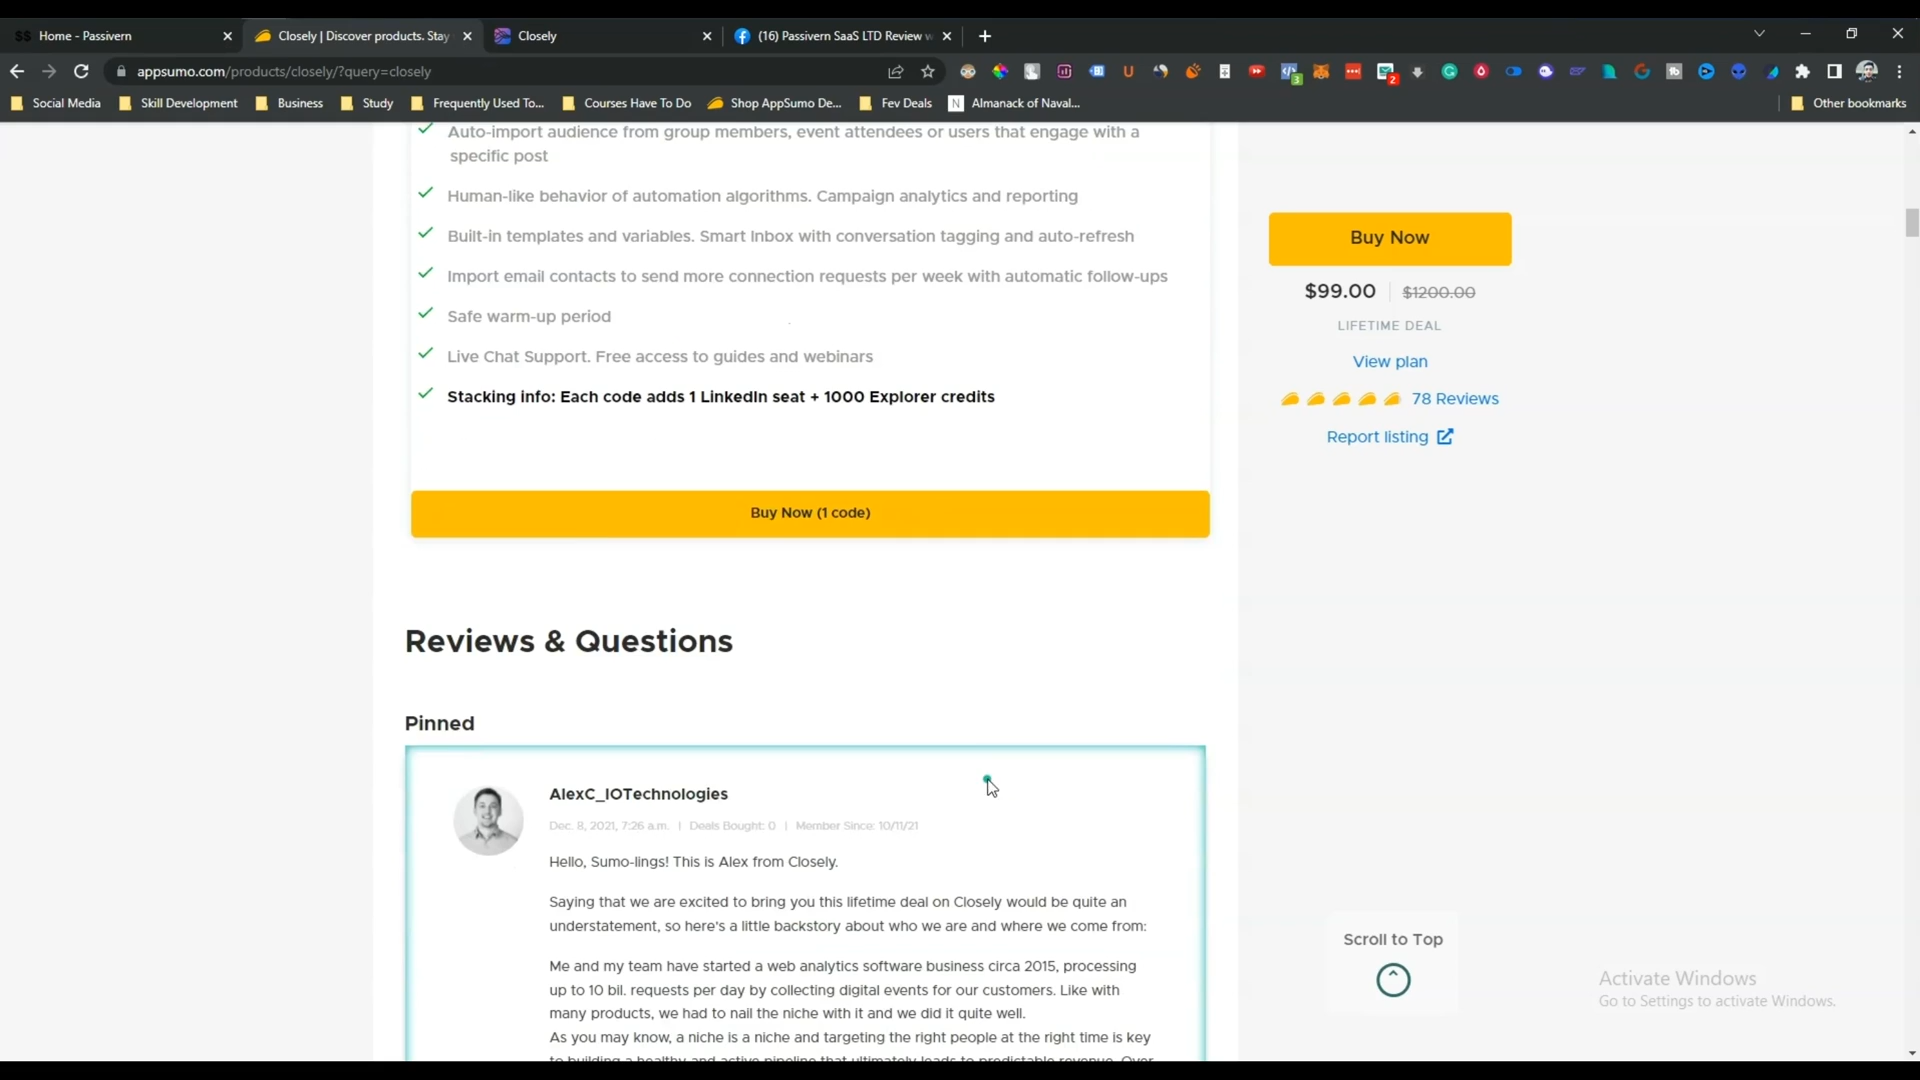 Home - Passivern
Closely | Discover products. Stay
Closely
(16) Passivern SaaS LTD Review w
appsumo.com/products/closely/?query=closely
Social Media
Skill Development
Business
Study
Frequently Used To...
Courses Have To Do
Shop AppSumo De...
Fev Deals
Almanack of Naval...
Other bookmarks
Auto-import audience from group members, event attendees or users that engage with a
specific post
Human-like behavior of automation algorithms. Campaign analytics and reporting
Built-in templates and variables. Smart Inbox with conversation tagging and auto-refresh
Import email contacts to send more connection requests per week with automatic follow-ups
Safe warm-up period
Live Chat Support. Free access to guides and webinars
Stacking info: Each code adds 1 LinkedIn seat + 1000 Explorer credits
Buy Now (1 code)
Buy Now
$99.00 | $1200.00
LIFETIME DEAL
View plan
78 Reviews
Report listing
Reviews & Questions
Pinned
AlexC_IOTechnologies
Dec. 8, 2021, 7:26 a.m. | Deals Bought: 0 | Member Since: 10/11/21
Hello, Sumo-lings! This is Alex from Closely.
Saying that we are excited to bring you this lifetime deal on Closely would be quite an
understatement, so here's a little backstory about who we are and where we come from:
Me and my team have started a web analytics software business circa 2015, processing
up to 10 bil. requests per day by collecting digital events for our customers. Like with
many products, we had to nail the niche with it and we did it quite well.
As you may know, a niche is a niche and targeting the right people at the right time is key
to building a healthy and active pipeline that ultimately leads to predictable revenue. Over
Scroll to Top
Activate Windows
Go to Settings to activate Windows.